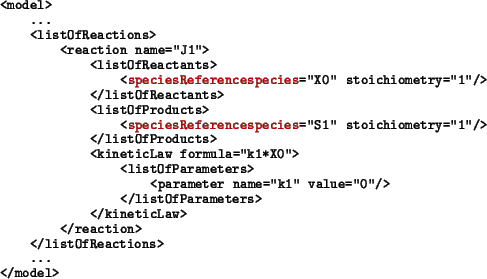 <model>
...
<listOfReactions>
<reaction name="J1">
<listOfReactants>
<speciesReferencespecies="X0" stoichiometry="1"/>
</listOfReactants>
<listOfProducts>
<speciesReferencespecies="S1" stoichiometry="1"/>
</listOfProducts>
<kineticLaw formula="k1*X0">
<listOfParameters>
<parameter name="k1" value="0"/>
</listOfParameters>
</kineticLaw>
</reaction>
</listOfReactions>
...
</model>